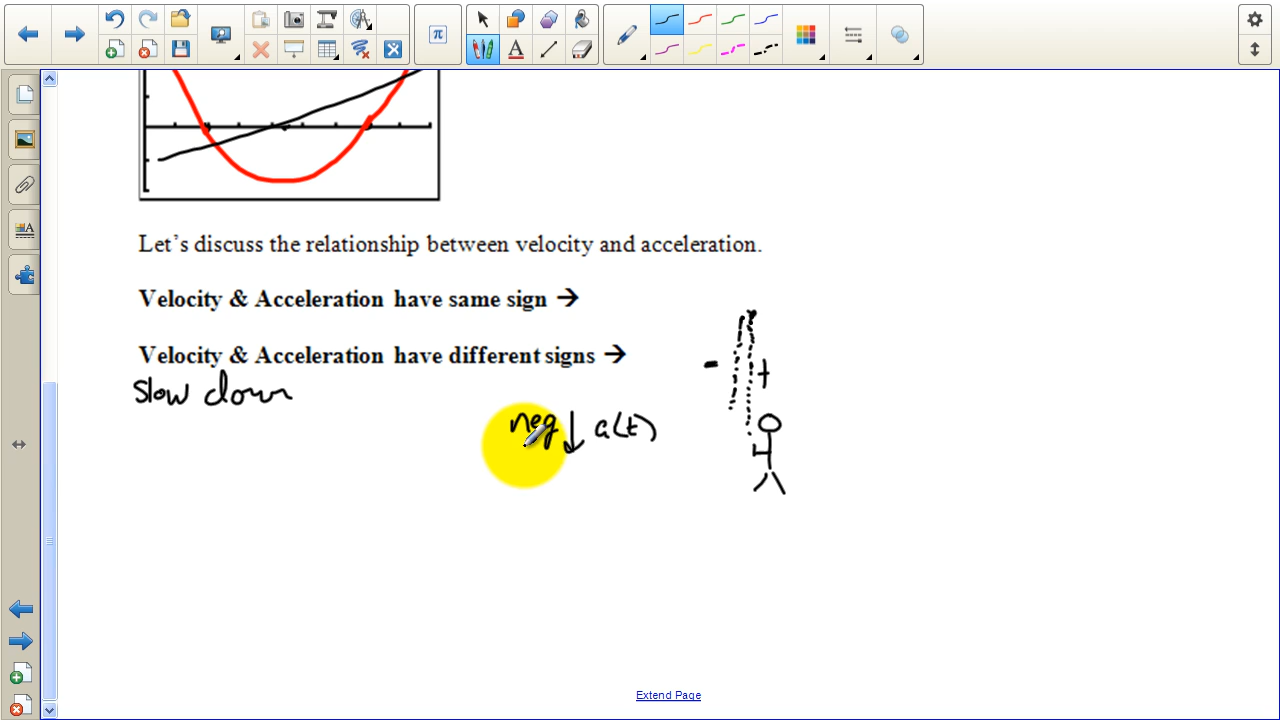 Let's discuss the relationship between velocity and acceleration.
Velocity & Acceleration have same sign →
Velocity & Acceleration have different signs →
Slow down
- +
neg ↓ a(t)
Extend Page